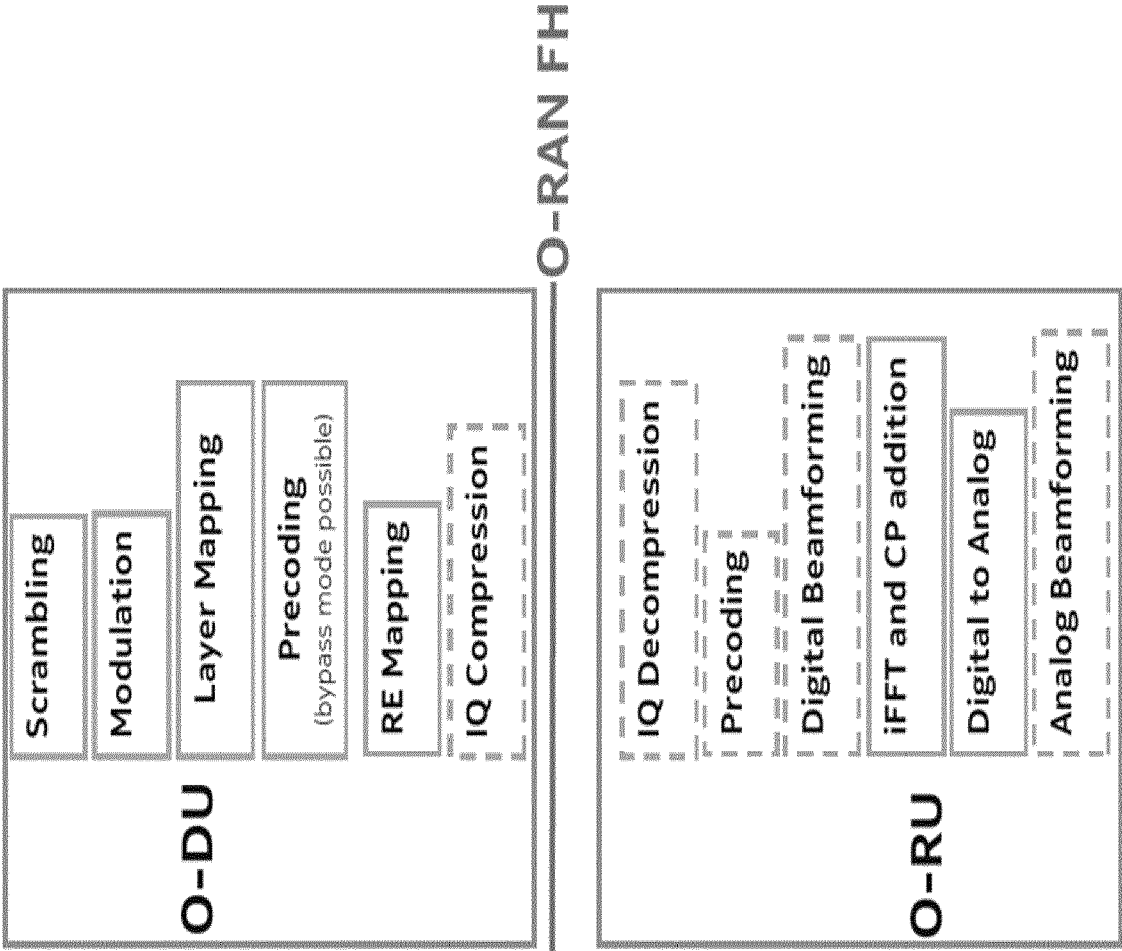 O-DU
Scrambling
Modulation
Layer Mapping
Precoding
(bypass mode possible)
RE Mapping
IQ Compression
O-RAN FH
O-RU
IQ Decompression
Precoding
Digital Beamforming
iFFT and CP addition
Digital to Analog
Analog Beamforming